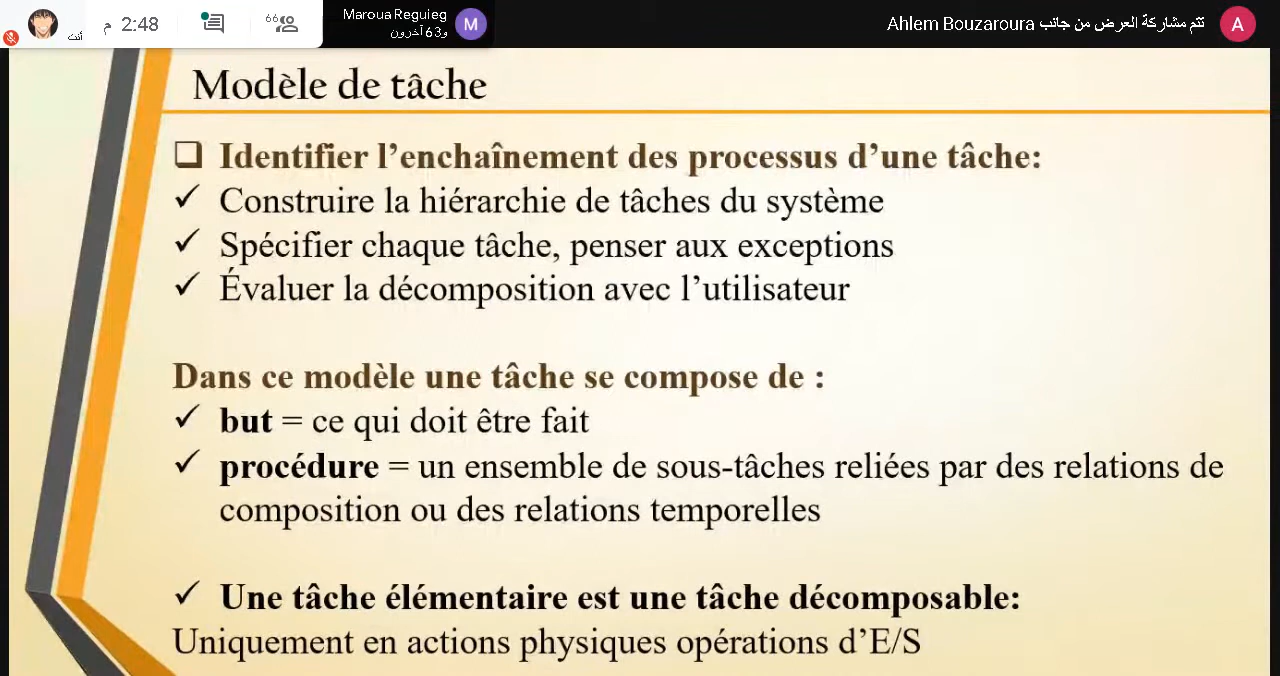 أنت
2:48 م
66
Maroua Reguieg
و63 آخرون
M
تتم مشاركة العرض من جانب Ahlem Bouzaroura
A
Modèle de tâche
Identifier l’enchaînement des processus d’une tâche:
✓ Construire la hiérarchie de tâches du système
✓ Spécifier chaque tâche, penser aux exceptions
✓ Évaluer la décomposition avec l’utilisateur
Dans ce modèle une tâche se compose de :
✓ but = ce qui doit être fait
✓ procédure = un ensemble de sous-tâches reliées par des relations de
composition ou des relations temporelles
✓ Une tâche élémentaire est une tâche décomposable:
Uniquement en actions physiques opérations d’E/S